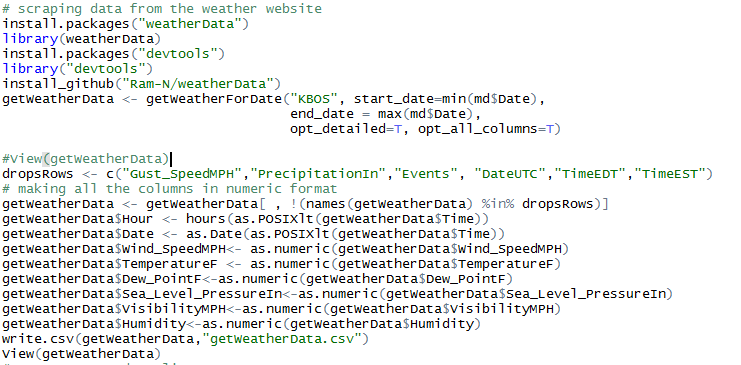 # scraping data from the weather website
install.packages("weatherData")
library(weatherData)
install.packages("devtools")
library("devtools")
install_github("Ram-N/weatherData")
getWeatherData <- getWeatherForDate("KBOS", start_date=min(md$Date),
end_date = max(md$Date),
opt_detailed=T, opt_all_columns=T)
#View(getWeatherData)
dropsRows <- c("Gust_SpeedMPH","PrecipitationIn","Events", "DateUTC","TimeEDT","TimeEST")
# making all the columns in numeric format
getWeatherData <- getWeatherData[ , !(names(getWeatherData) %in% dropsRows)]
getWeatherData$Hour <- hours(as.POSIXlt(getWeatherData$Time))
getWeatherData$Date <- as.Date(as.POSIXlt(getWeatherData$Time))
getWeatherData$Wind_SpeedMPH<- as.numeric(getWeatherData$Wind_SpeedMPH)
getWeatherData$TemperatureF <- as.numeric(getWeatherData$TemperatureF)
getWeatherData$Dew_PointF<-as.numeric(getWeatherData$Dew_PointF)
getWeatherData$Sea_Level_PressureIn<-as.numeric(getWeatherData$Sea_Level_PressureIn)
getWeatherData$VisibilityMPH<-as.numeric(getWeatherData$VisibilityMPH)
getWeatherData$Humidity<-as.numeric(getWeatherData$Humidity)
write.csv(getWeatherData,"getWeatherData.csv")
View(getWeatherData)